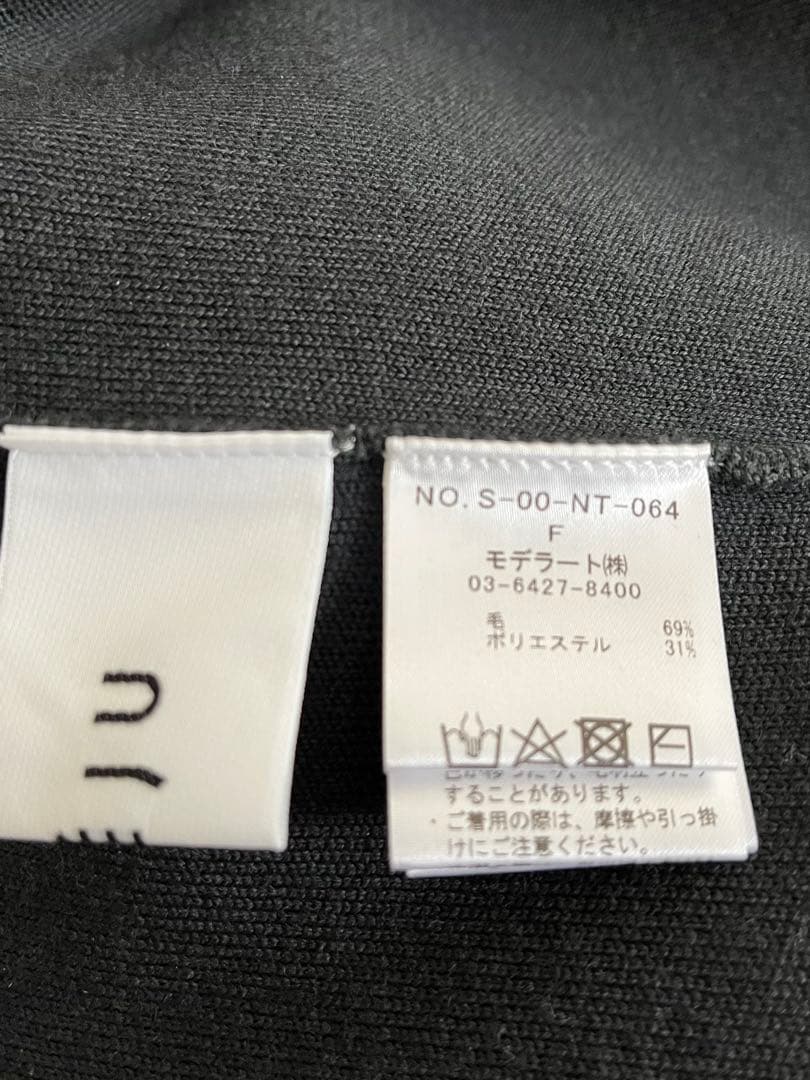 NO. S-00-NT-064
F
モデラート㈱
03-6427-8400
毛 69%
ポリエステル 31%
することがあります。
・ご着用の際は、摩擦や引っ掛
けにご注意ください。